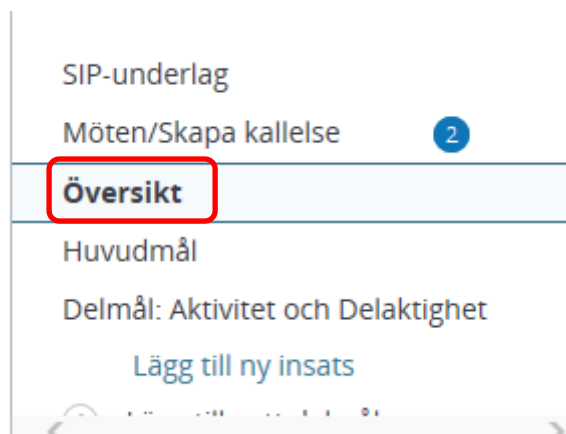 SIP-underlag
Möten/Skapa kallelse 2
Översikt
Huvudmål
Delmål: Aktivitet och Delaktighet
Lägg till ny insats